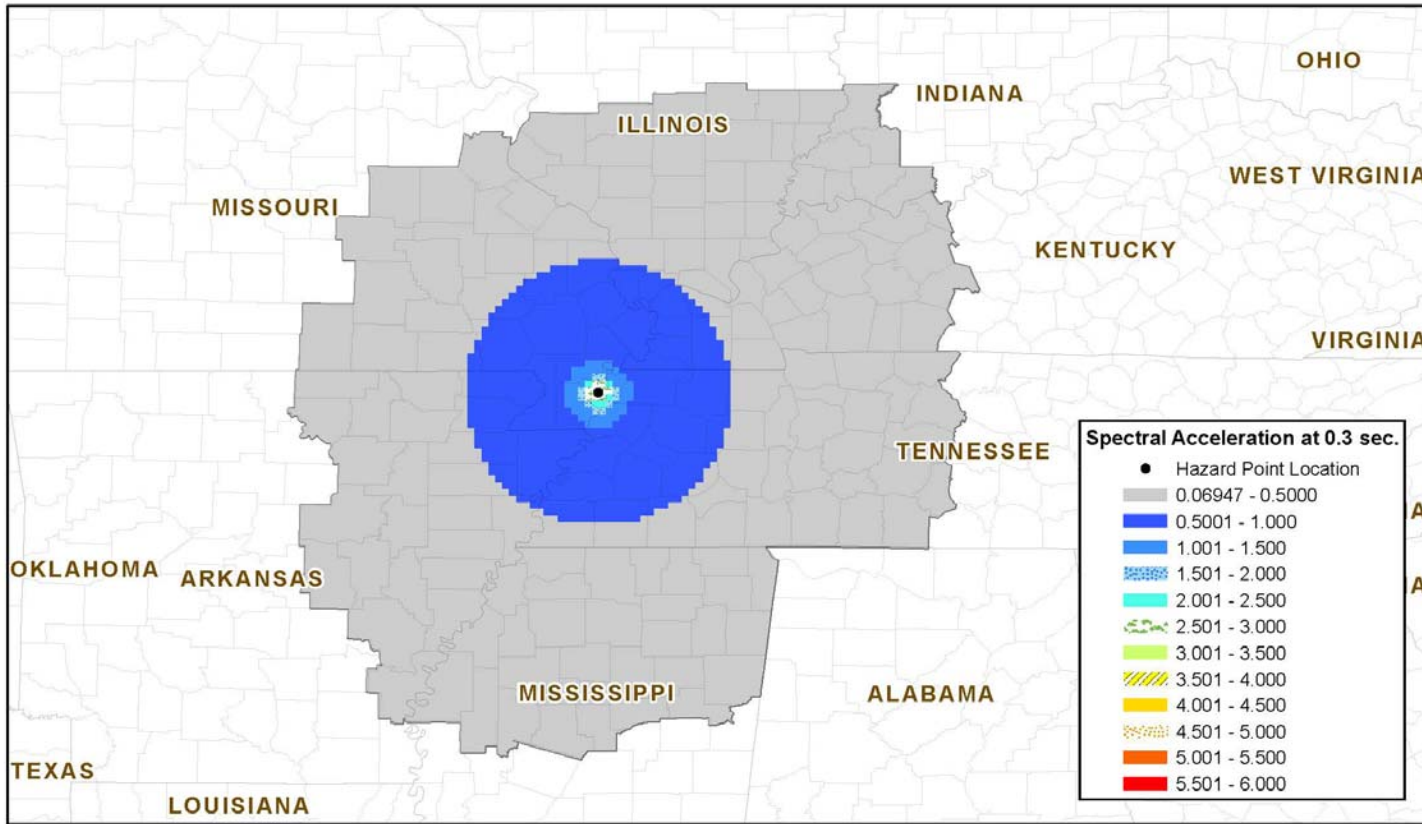 OHIO
INDIANA
ILLINOIS
WEST VIRGINIA
MISSOURI
KENTUCKY
VIRGINIA
TENNESSEE
OKLAHOMA
ARKANSAS
MISSISSIPPI
ALABAMA
TEXAS
LOUISIANA
Spectral Acceleration at 0.3 sec.
Hazard Point Location
0.06947 - 0.5000
0.5001 - 1.000
1.001 - 1.500
1.501 - 2.000
2.001 - 2.500
2.501 - 3.000
3.001 - 3.500
3.501 - 4.000
4.001 - 4.500
4.501 - 5.000
5.001 - 5.500
5.501 - 6.000